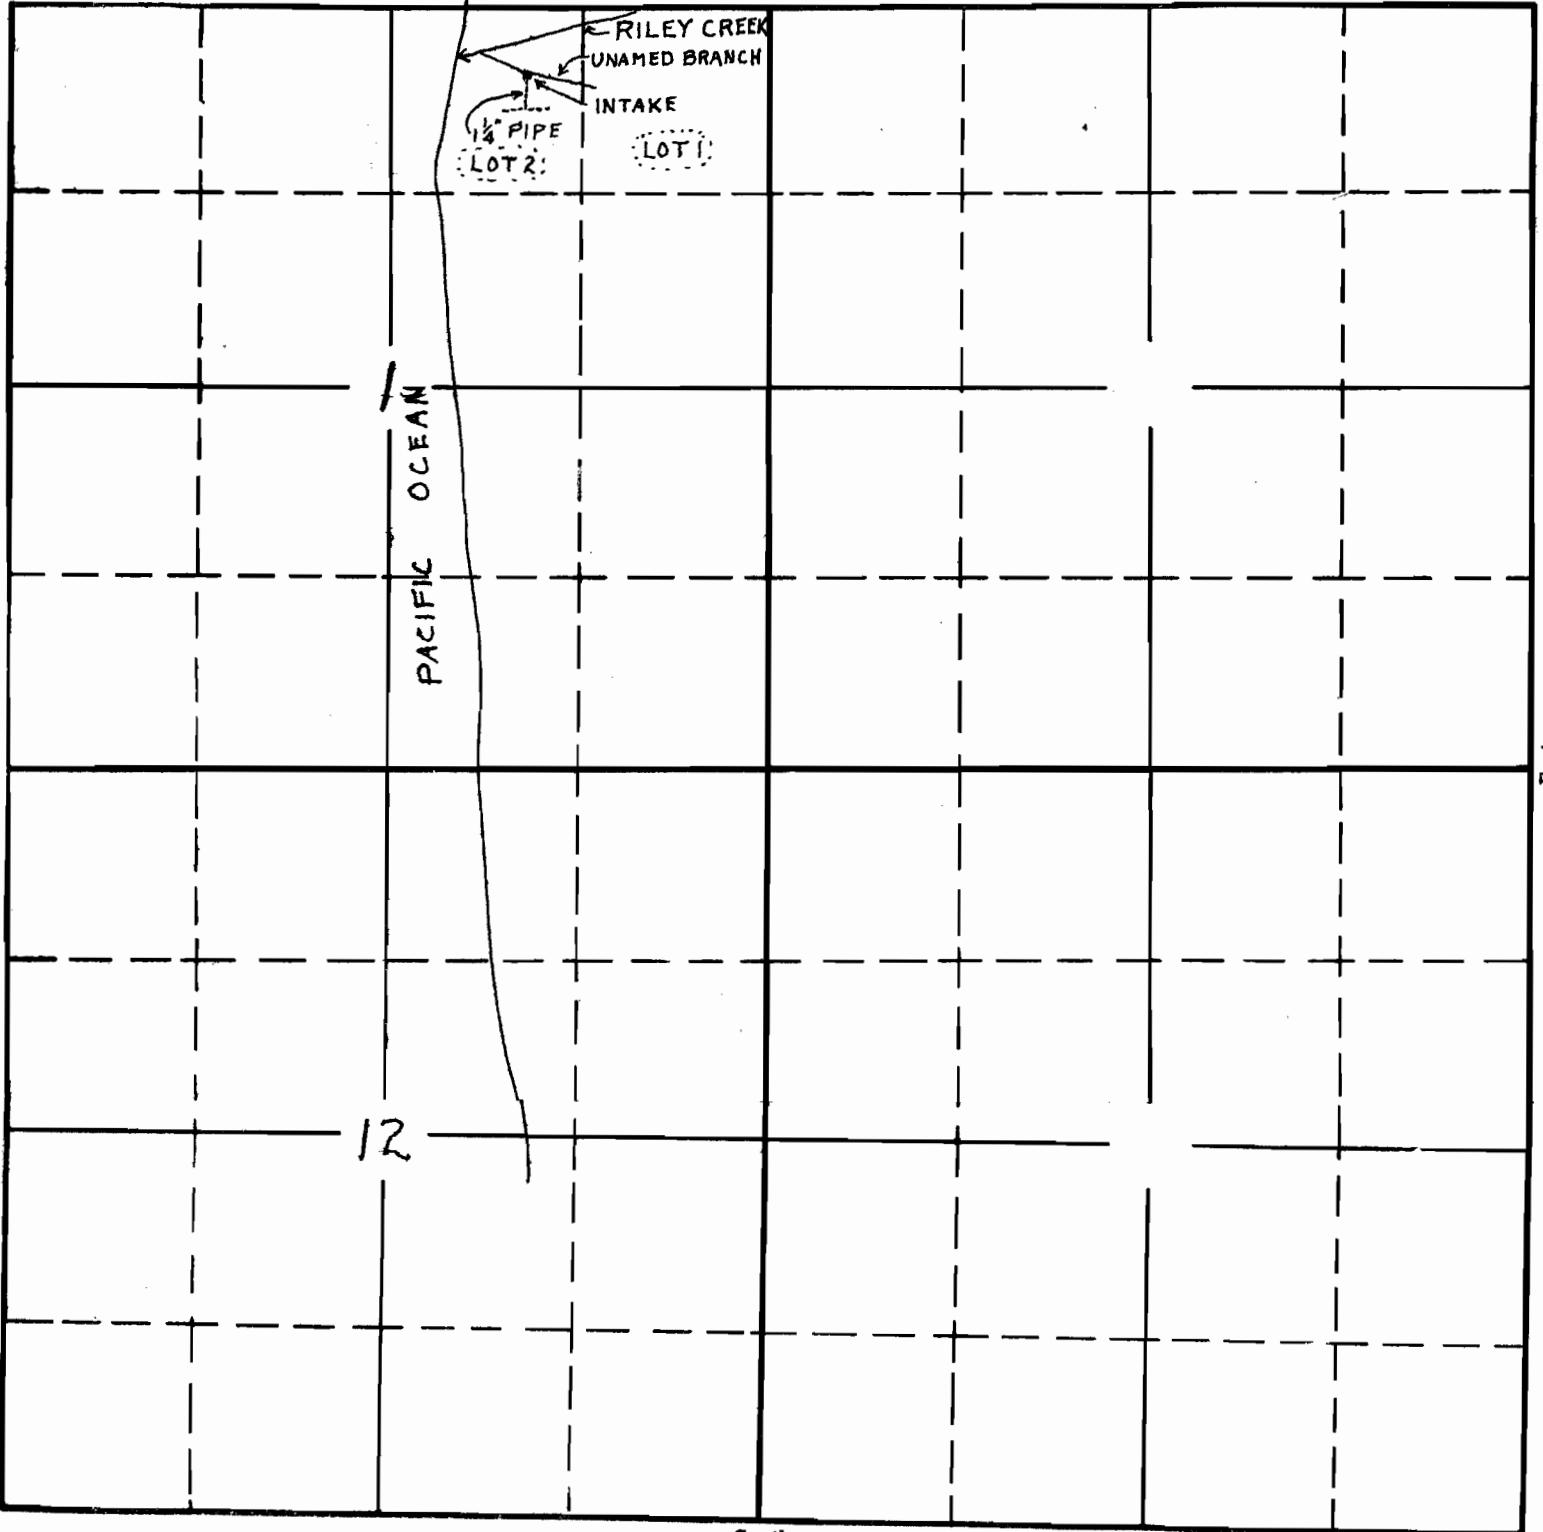 RILEY CREEK
UNAMED BRANCH
INTAKE
1¼" PIPE
LOT 2
LOT 1
1
PACIFIC OCEAN
12